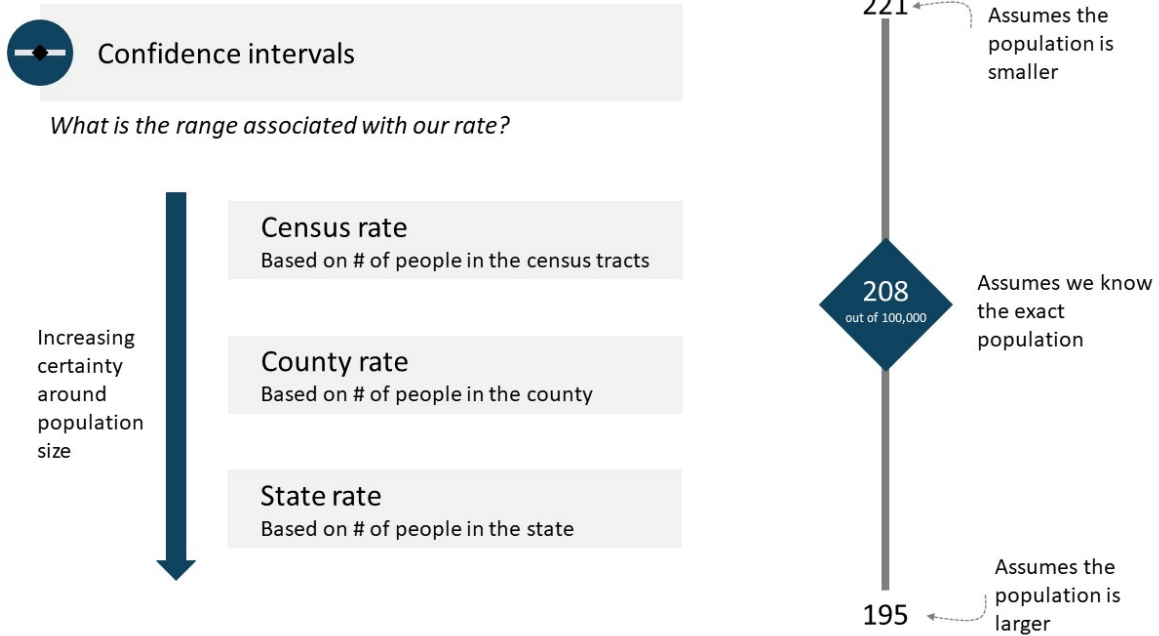 Confidence intervals
What is the range associated with our rate?
Increasing
certainty
around
population
size
Census rate
Based on # of people in the census tracts
County rate
Based on # of people in the county
State rate
Based on # of people in the state
221
Assumes the
population is
smaller
208
out of 100,000
Assumes we know
the exact
population
195
Assumes the
population is
larger